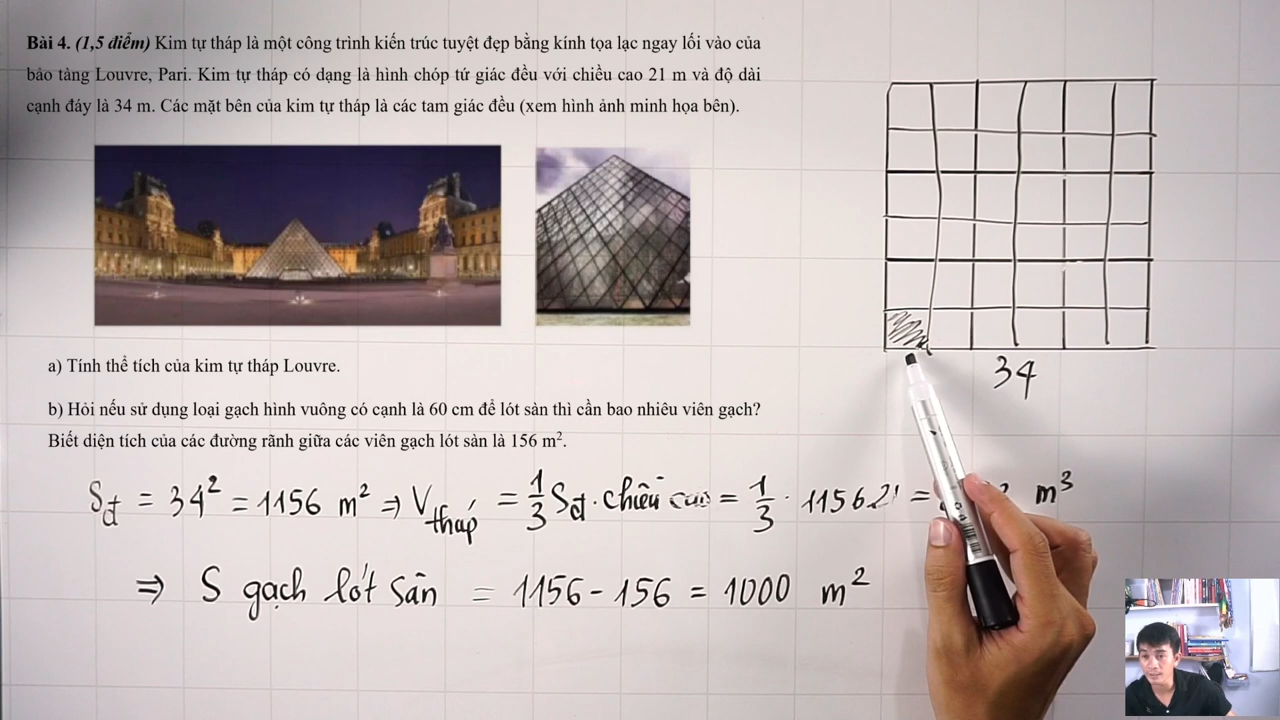 Bài 4. (1,5 điểm) Kim tự tháp là một công trình kiến trúc tuyệt đẹp bằng kính tọa lạc ngay lối vào của
bảo tàng Louvre, Pari. Kim tự tháp có dạng là hình chóp tứ giác đều với chiều cao 21 m và độ dài
cạnh đáy là 34 m. Các mặt bên của kim tự tháp là các tam giác đều (xem hình ảnh minh họa bên).
34
a) Tính thể tích của kim tự tháp Louvre.
b) Hỏi nếu sử dụng loại gạch hình vuông có cạnh là 60 cm để lót sàn thì cần bao nhiêu viên gạch?
Biết diện tích của các đường rãnh giữa các viên gạch lót sàn là 156 m².
Sđ = 34² = 1156 m² ⇒ V tháp = 1/3 Sđ . chiều cao = 1/3 . 1156 21 = m³
⇒ S gạch lót sân = 1156 - 156 = 1000 m²